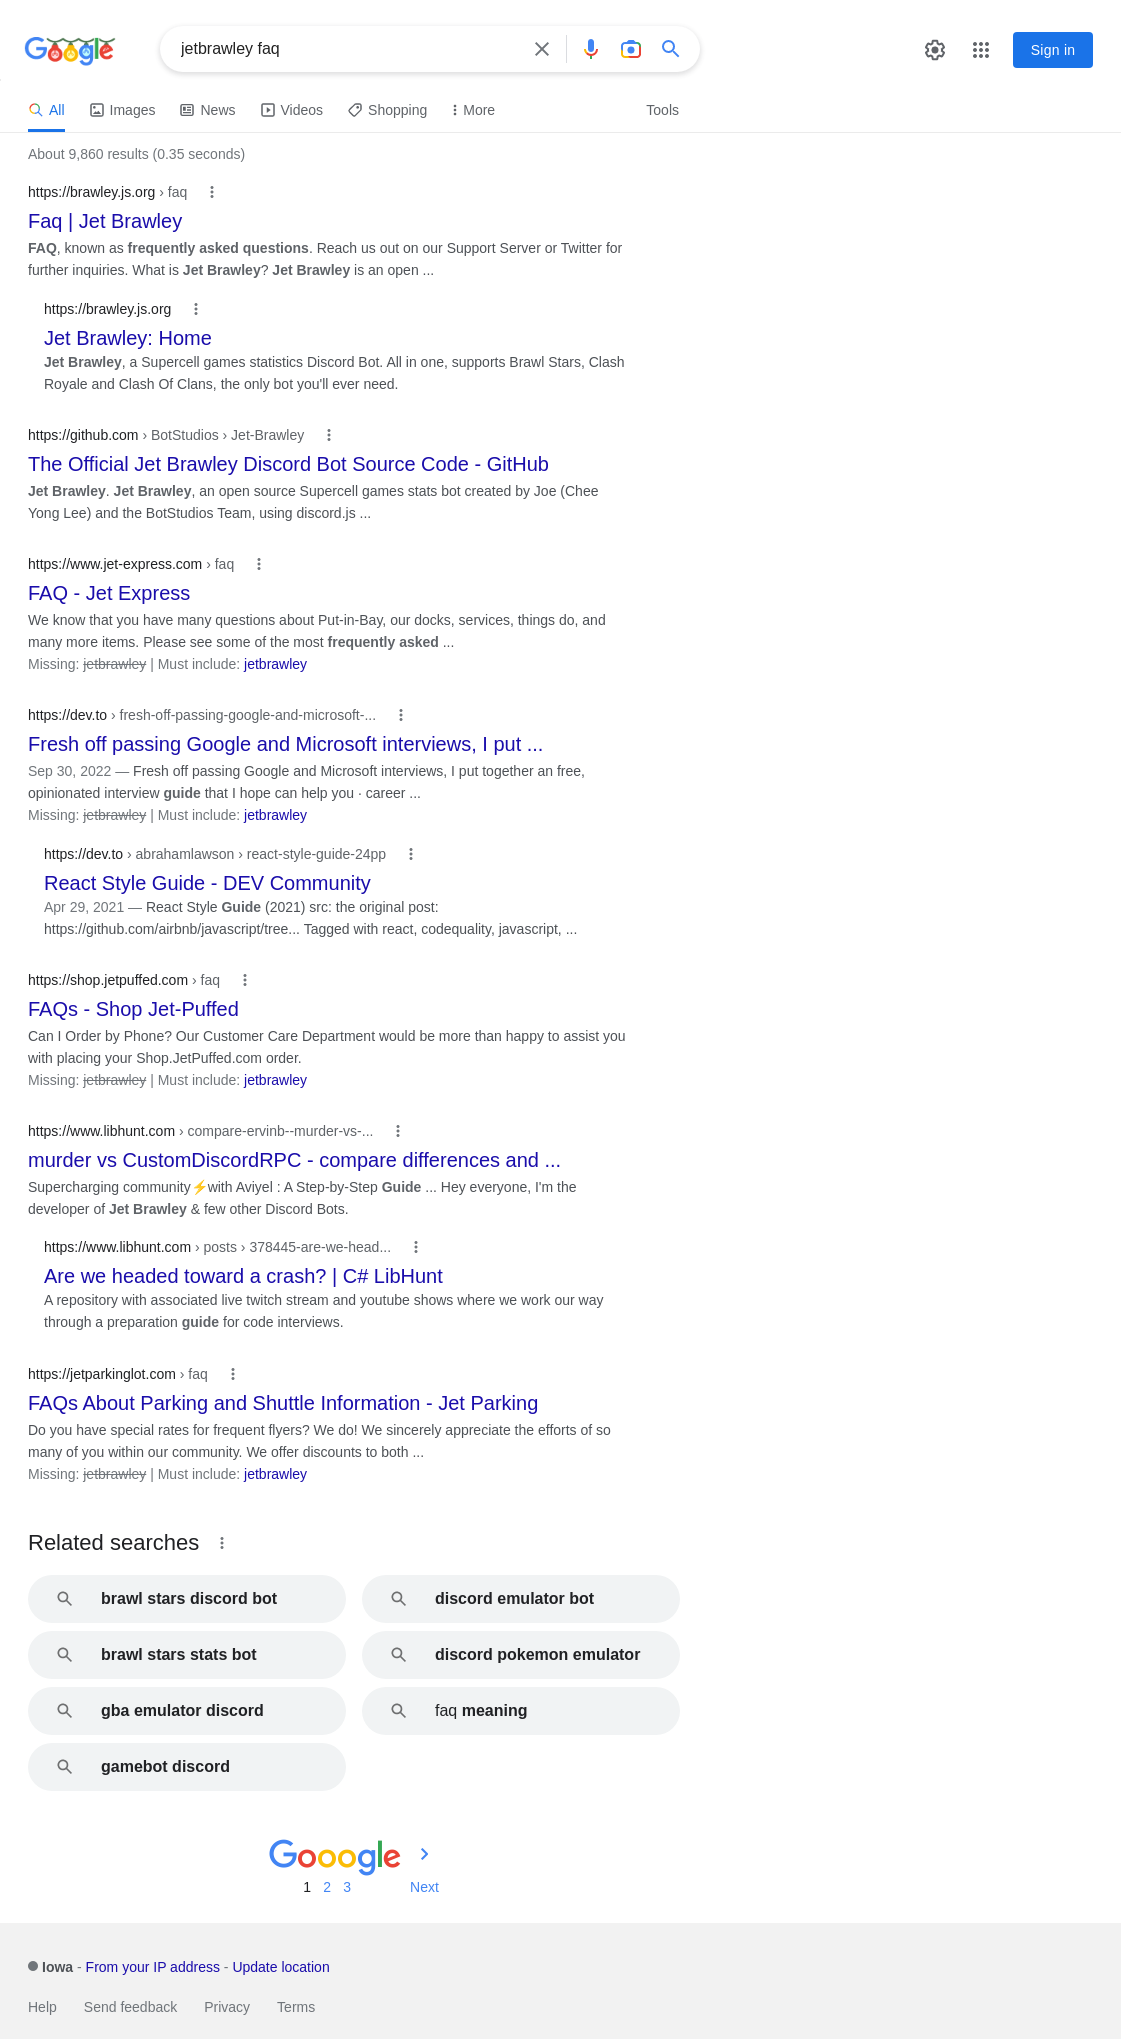 Google
jetbrawley faq
Sign in
All
Images
News
Videos
Shopping
More
Tools
About 9,860 results (0.35 seconds)
https://brawley.js.org › faq
Faq | Jet Brawley
FAQ, known as frequently asked questions. Reach us out on our Support Server or Twitter for
further inquiries. What is Jet Brawley? Jet Brawley is an open ...
https://brawley.js.org
Jet Brawley: Home
Jet Brawley, a Supercell games statistics Discord Bot. All in one, supports Brawl Stars, Clash
Royale and Clash Of Clans, the only bot you'll ever need.
https://github.com › BotStudios › Jet-Brawley
The Official Jet Brawley Discord Bot Source Code - GitHub
Jet Brawley. Jet Brawley, an open source Supercell games stats bot created by Joe (Chee
Yong Lee) and the BotStudios Team, using discord.js ...
https://www.jet-express.com › faq
FAQ - Jet Express
We know that you have many questions about Put-in-Bay, our docks, services, things do, and
many more items. Please see some of the most frequently asked ...
Missing: jetbrawley | Must include: jetbrawley
https://dev.to › fresh-off-passing-google-and-microsoft-...
Fresh off passing Google and Microsoft interviews, I put ...
Sep 30, 2022 — Fresh off passing Google and Microsoft interviews, I put together an free,
opinionated interview guide that I hope can help you · career ...
Missing: jetbrawley | Must include: jetbrawley
https://dev.to › abrahamlawson › react-style-guide-24pp
React Style Guide - DEV Community
Apr 29, 2021 — React Style Guide (2021) src: the original post:
https://github.com/airbnb/javascript/tree... Tagged with react, codequality, javascript, ...
https://shop.jetpuffed.com › faq
FAQs - Shop Jet-Puffed
Can I Order by Phone? Our Customer Care Department would be more than happy to assist you
with placing your Shop.JetPuffed.com order.
Missing: jetbrawley | Must include: jetbrawley
https://www.libhunt.com › compare-ervinb--murder-vs-...
murder vs CustomDiscordRPC - compare differences and ...
Supercharging community⚡with Aviyel : A Step-by-Step Guide ... Hey everyone, I'm the
developer of Jet Brawley & few other Discord Bots.
https://www.libhunt.com › posts › 378445-are-we-head...
Are we headed toward a crash? | C# LibHunt
A repository with associated live twitch stream and youtube shows where we work our way
through a preparation guide for code interviews.
https://jetparkinglot.com › faq
FAQs About Parking and Shuttle Information - Jet Parking
Do you have special rates for frequent flyers? We do! We sincerely appreciate the efforts of so
many of you within our community. We offer discounts to both ...
Missing: jetbrawley | Must include: jetbrawley
Related searches
brawl stars discord bot
discord emulator bot
brawl stars stats bot
discord pokemon emulator
gba emulator discord
faq meaning
gamebot discord
Gooogle
1 2 3 Next
Iowa - From your IP address - Update location
Help Send feedback Privacy Terms